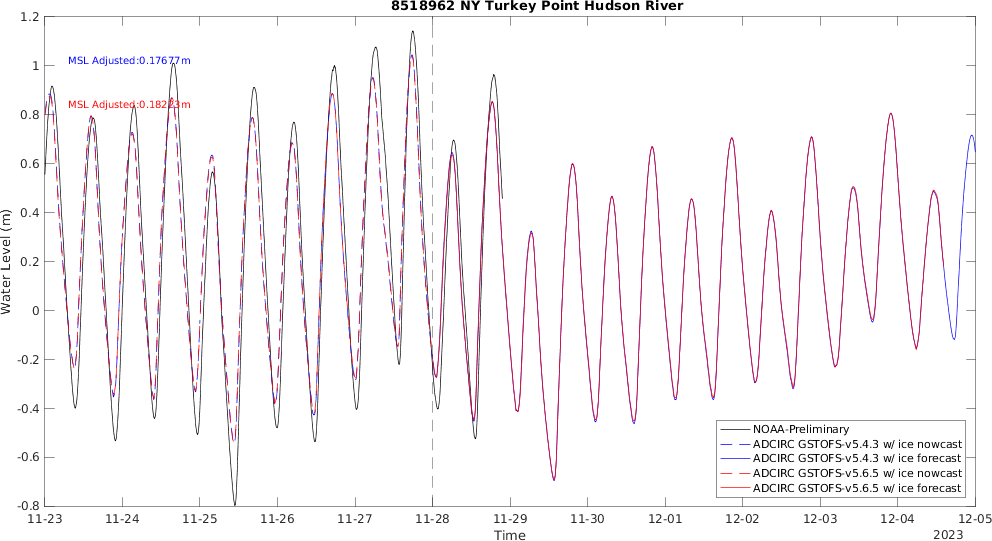 8518962 NY Turkey Point Hudson River
MSL Adjusted:0.17677m
MSL Adjusted:0.18223m
Water Level (m)
1.2
1
0.8
0.6
0.4
0.2
0
-0.2
-0.4
-0.6
-0.8
NOAA-Preliminary
ADCIRC GSTOFS-v5.4.3 w/ ice nowcast
ADCIRC GSTOFS-v5.4.3 w/ ice forecast
ADCIRC GSTOFS-v5.6.5 w/ ice nowcast
ADCIRC GSTOFS-v5.6.5 w/ ice forecast
11-23 11-24 11-25 11-26 11-27 11-28 11-29 11-30 12-01 12-02 12-03 12-04 12-05
Time
2023